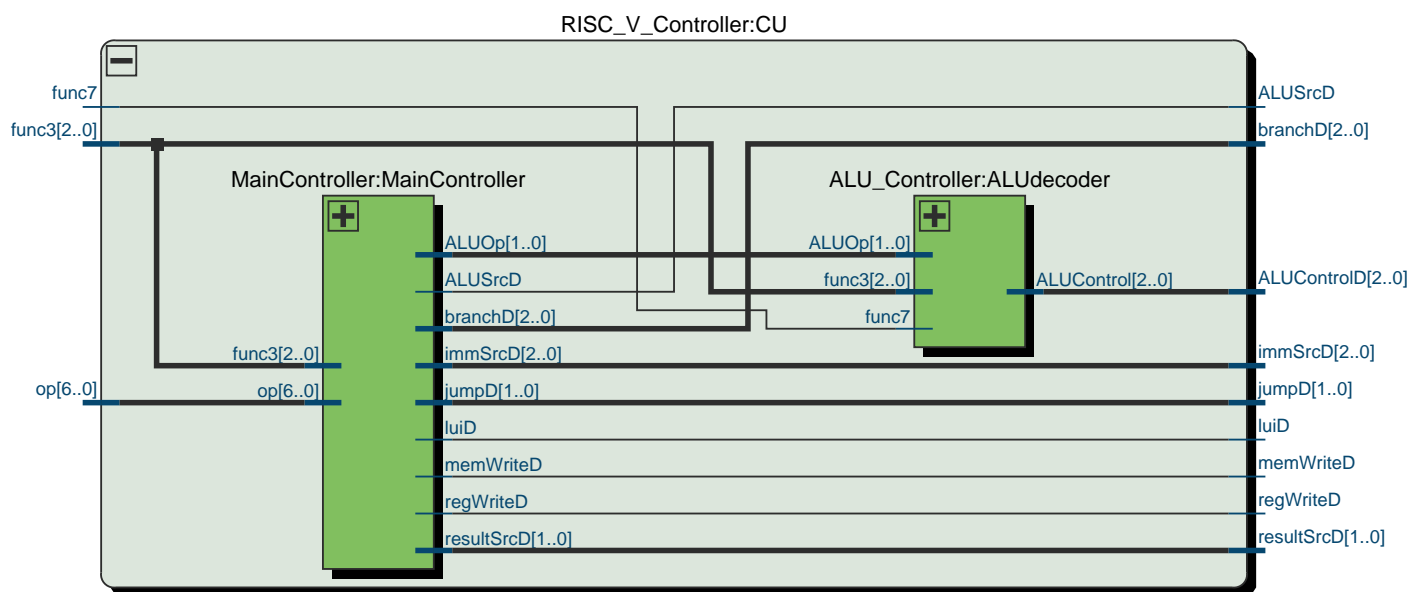 RISC_V_Controller:CU
func7
ALUSrcD
func3[2..0]
branchD[2..0]
MainController:MainController
ALU_Controller:ALUdecoder
ALUOp[1..0]
ALUOp[1..0]
ALUSrcD
func3[2..0]
ALUControl[2..0]
ALUControlD[2..0]
branchD[2..0]
func7
func3[2..0]
immSrcD[2..0]
immSrcD[2..0]
op[6..0]
op[6..0]
jumpD[1..0]
jumpD[1..0]
luiD
luiD
memWriteD
memWriteD
regWriteD
regWriteD
resultSrcD[1..0]
resultSrcD[1..0]